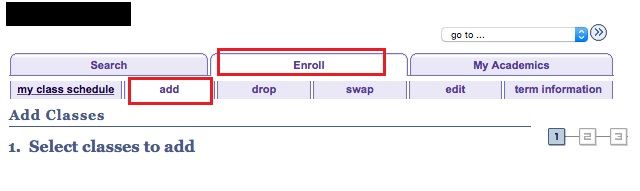 go to ...
Search Enroll My Academics
my class schedule add drop swap edit term information
Add Classes
1 2 3
1. Select classes to add